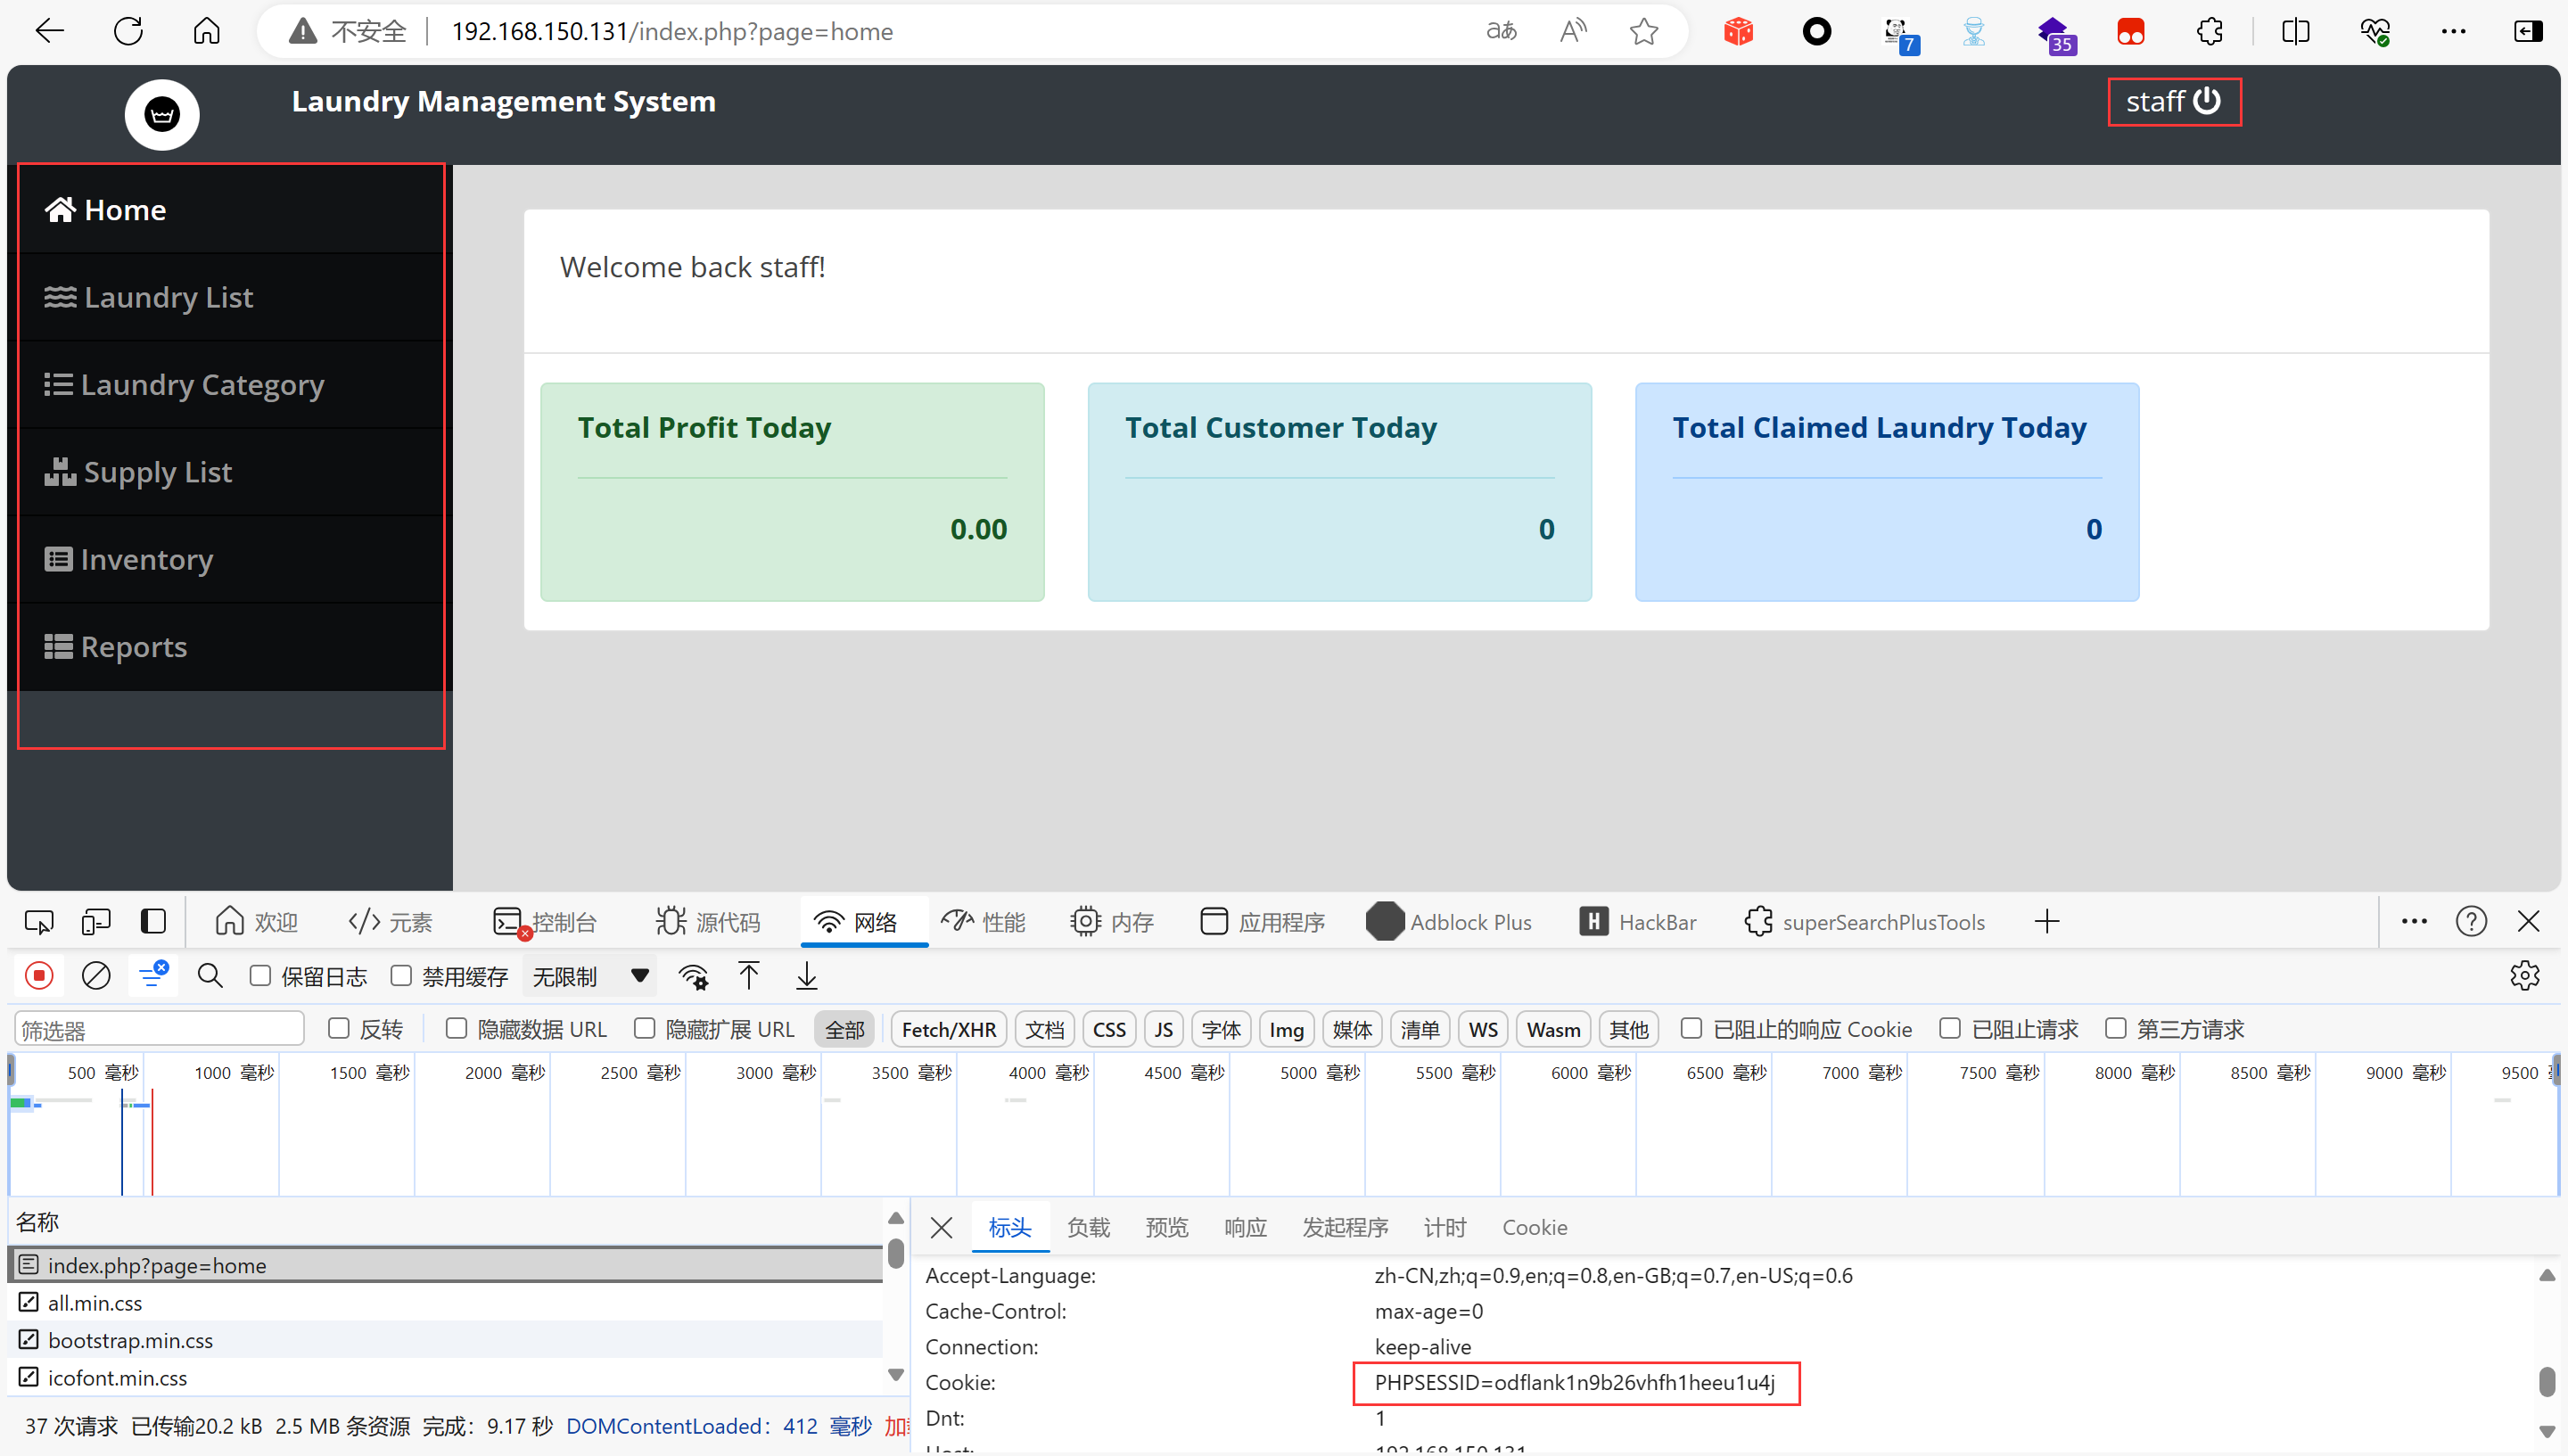 不安全 192.168.150.131/index.php?page=home
aあ
7
35
Laundry Management System
staff
Home
Laundry List
Laundry Category
Supply List
Inventory
Reports
Welcome back staff!
Total Profit Today
0.00
Total Customer Today
0
Total Claimed Laundry Today
0
欢迎 元素 控制台 源代码 网络 性能 内存 应用程序 Adblock Plus HackBar superSearchPlusTools
保留日志 禁用缓存 无限制
筛选器 反转 隐藏数据 URL 隐藏扩展 URL 全部 Fetch/XHR 文档 CSS JS 字体 Img 媒体 清单 WS Wasm 其他 已阻止的响应 Cookie 已阻止请求 第三方请求
500 毫秒 1000 毫秒 1500 毫秒 2000 毫秒 2500 毫秒 3000 毫秒 3500 毫秒 4000 毫秒 4500 毫秒 5000 毫秒 5500 毫秒 6000 毫秒 6500 毫秒 7000 毫秒 7500 毫秒 8000 毫秒 8500 毫秒 9000 毫秒 9500
名称
index.php?page=home
all.min.css
bootstrap.min.css
icofont.min.css
37 次请求 已传输20.2 kB 2.5 MB 条资源 完成：9.17 秒 DOMContentLoaded：412 毫秒 加
标头 负载 预览 响应 发起程序 计时 Cookie
Accept-Language: zh-CN,zh;q=0.9,en;q=0.8,en-GB;q=0.7,en-US;q=0.6
Cache-Control: max-age=0
Connection: keep-alive
Cookie: PHPSESSID=odflank1n9b26vhfh1heeu1u4j
Dnt: 1
Host: 192.168.150.131